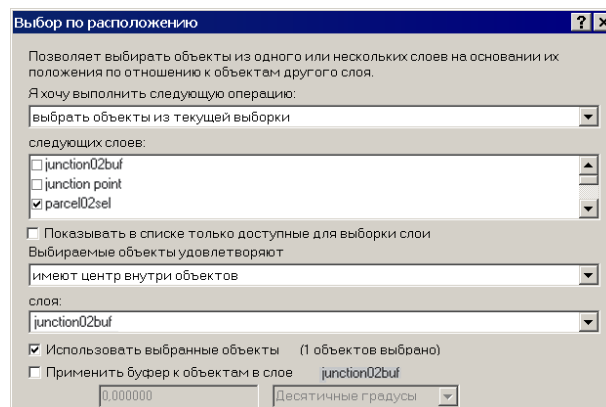 Выбор по расположению
Позволяет выбирать объекты из одного или нескольких слоев на основании их
положения по отношению к объектам другого слоя.
Я хочу выполнить следующую операцию:
выбрать объекты из текущей выборки
следующих слоев:
junction02buf
junction point
parcel02sel
Показывать в списке только доступные для выборки слои
Выбираемые объекты удовлетворяют
имеют центр внутри объектов
слоя:
junction02buf
Использовать выбранные объекты (1 объектов выбрано)
Применить буфер к объектам в слое junction02buf
0,000000 Десятичные градусы